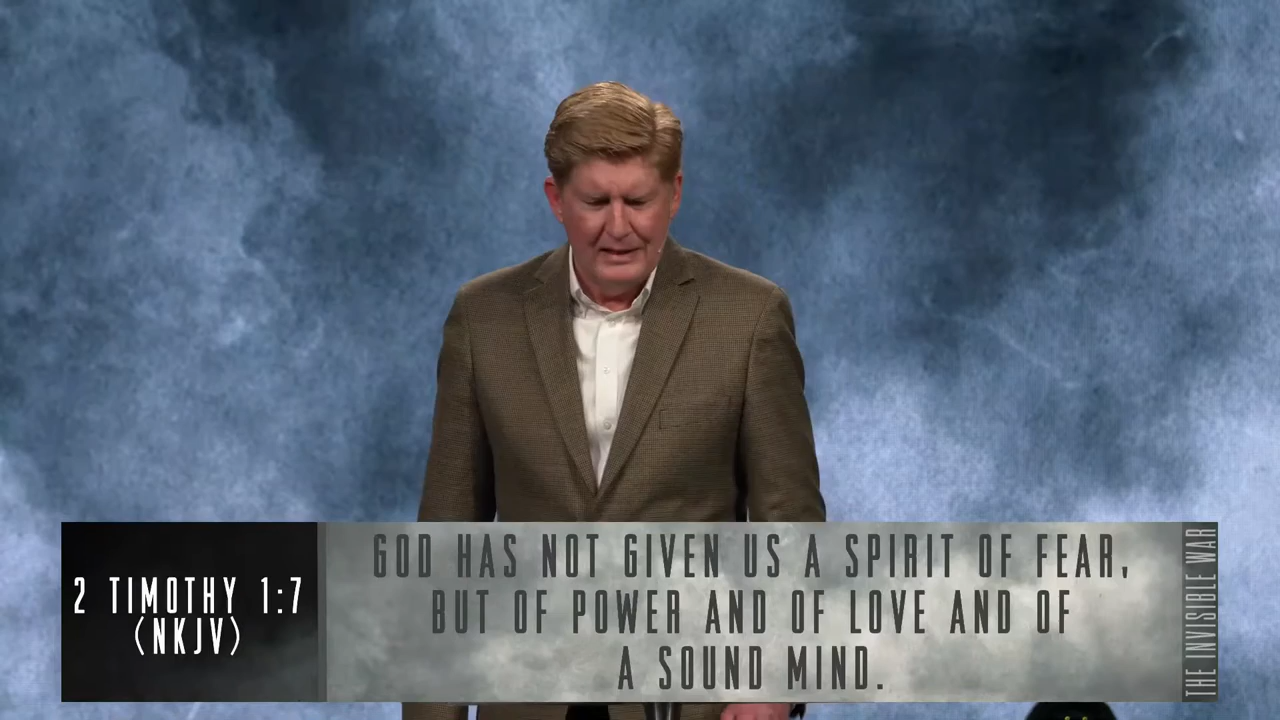 2 TIMOTHY 1:7
(NKJV)
GOD HAS NOT GIVEN US A SPIRIT OF FEAR,
BUT OF POWER AND OF LOVE AND OF
A SOUND MIND.
THE INVISIBLE WAR